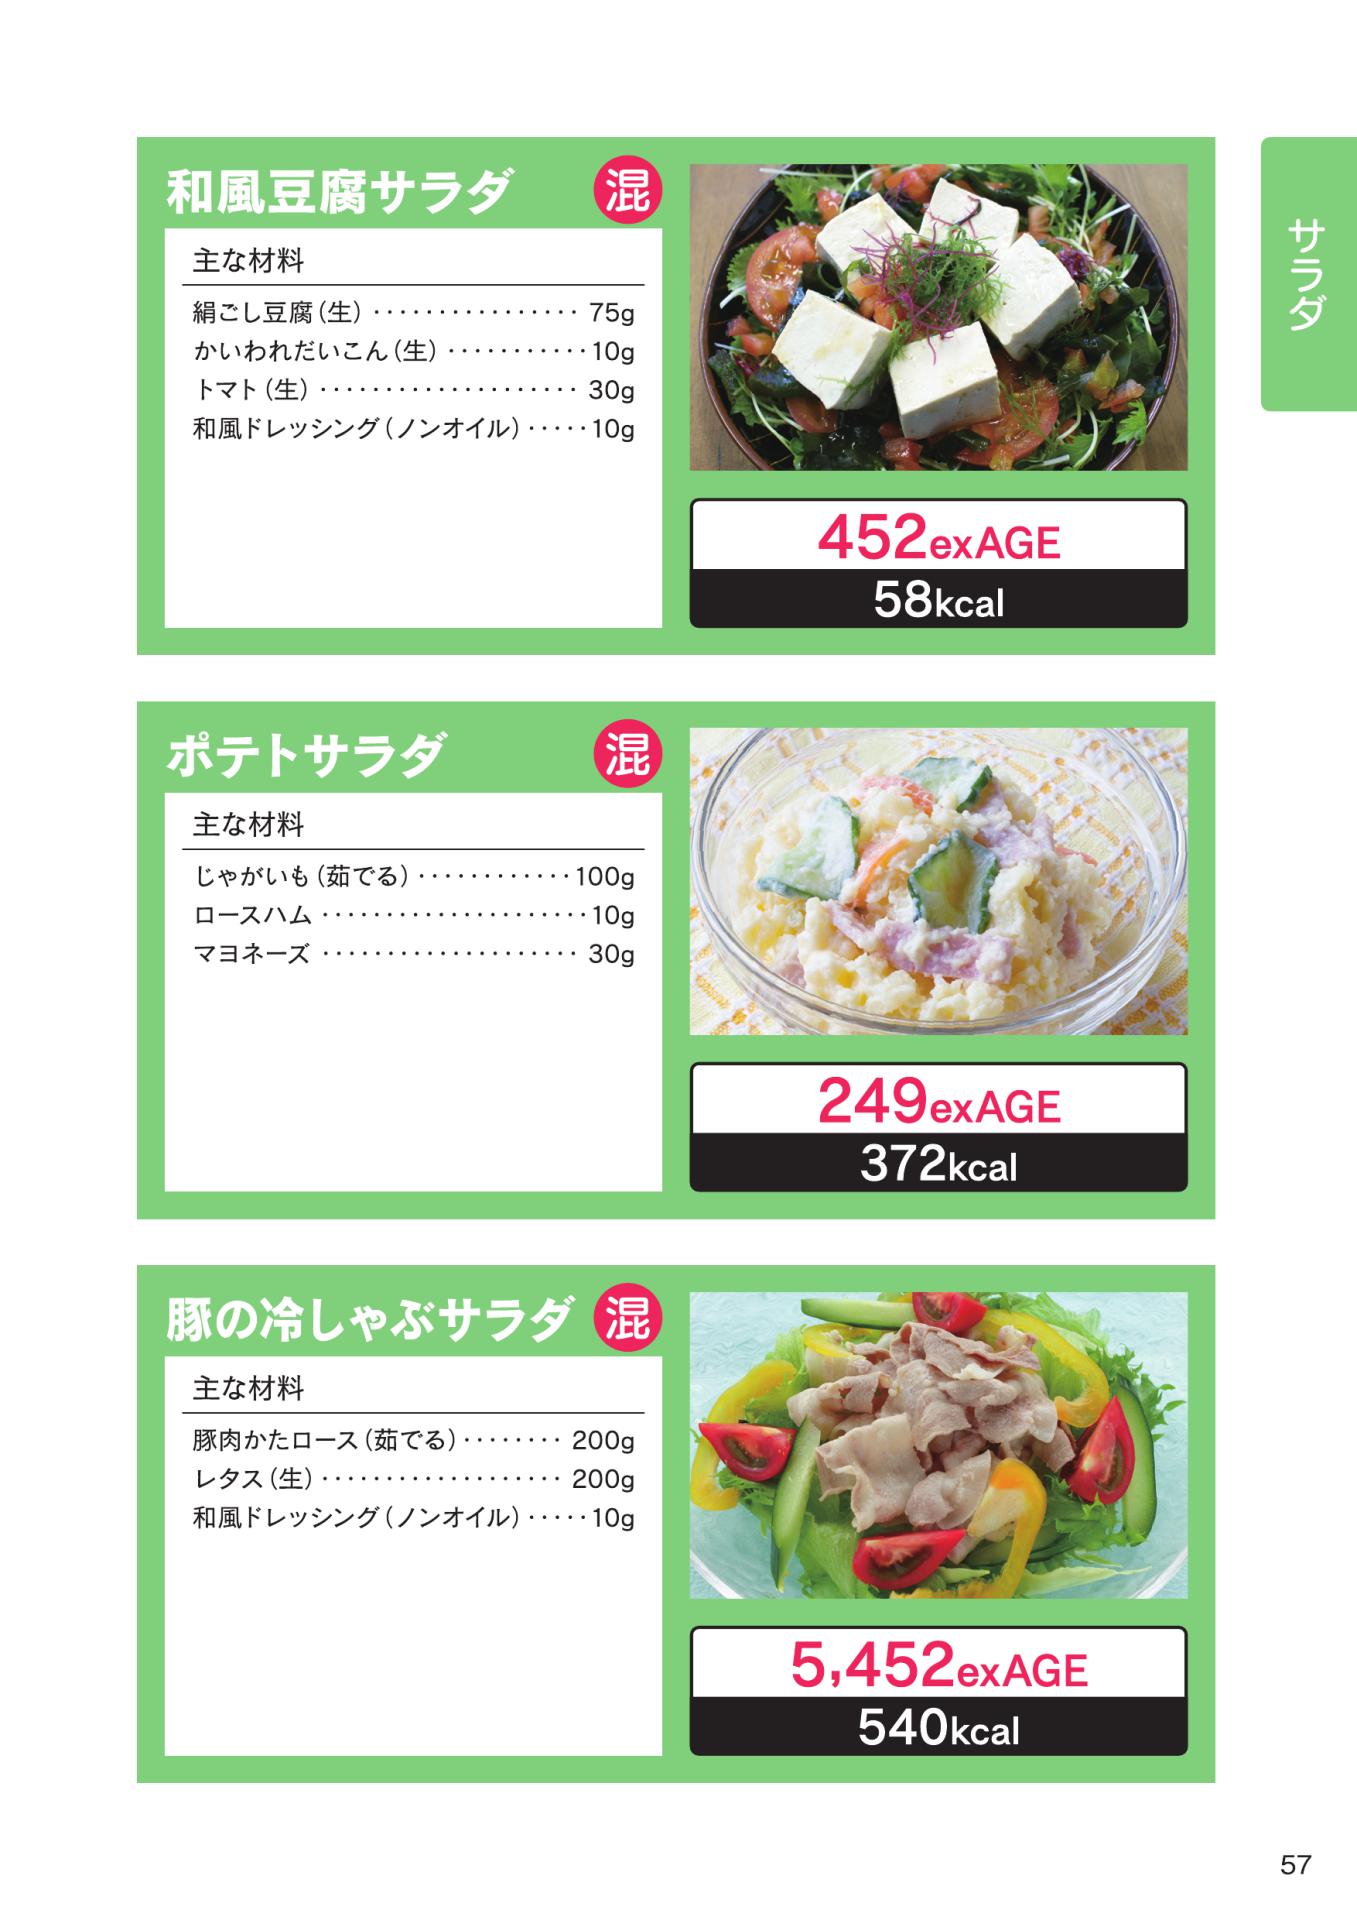 サラダ
和風豆腐サラダ 混
主な材料
絹ごし豆腐（生）················ 75g
かいわれだいこん（生）···········10g
トマト（生）···················· 30g
和風ドレッシング（ノンオイル）·····10g
452exAGE
58kcal
ポテトサラダ 混
主な材料
じゃがいも（茹でる）············100g
ロースハム ·····················10g
マヨネーズ ···················· 30g
249exAGE
372kcal
豚の冷しゃぶサラダ 混
主な材料
豚肉かたロース（茹でる）········ 200g
レタス（生）··················· 200g
和風ドレッシング（ノンオイル）·····10g
5,452exAGE
540kcal
57